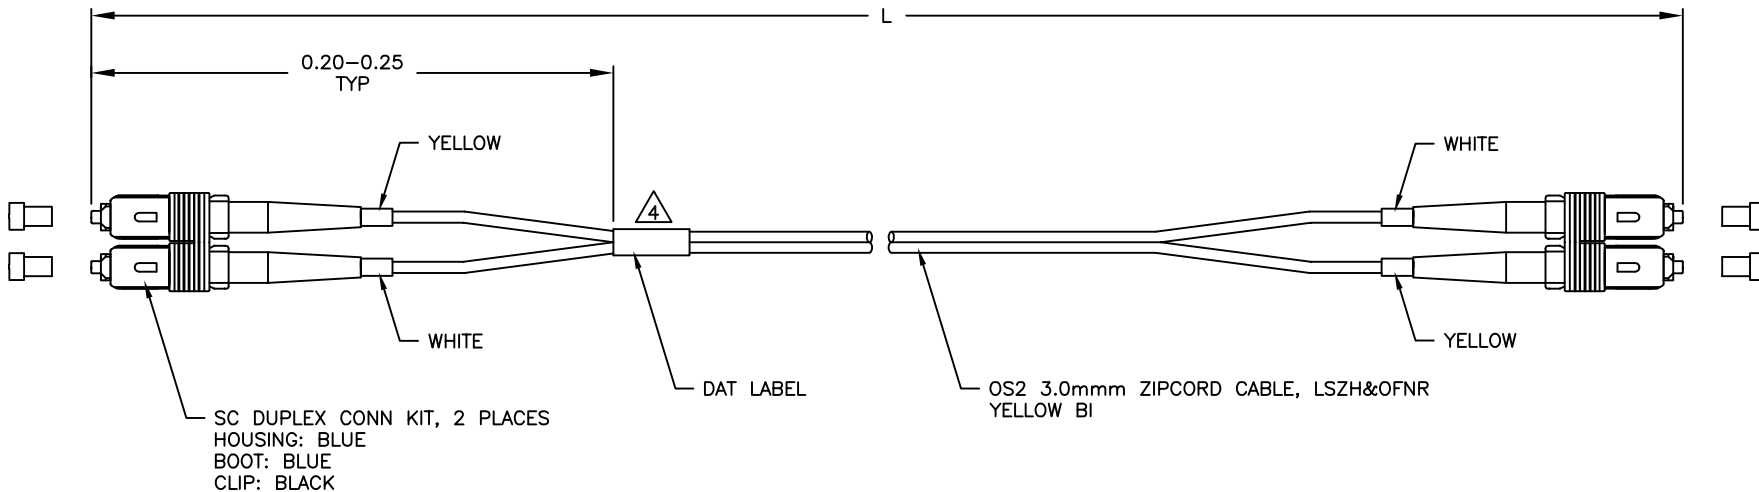 L
0.20-0.25
TYP
YELLOW
WHITE
4
WHITE
YELLOW
DAT LABEL
OS2 3.0mmm ZIPCORD CABLE, LSZH&OFNR
YELLOW BI
SC DUPLEX CONN KIT, 2 PLACES
HOUSING: BLUE
BOOT: BLUE
CLIP: BLACK